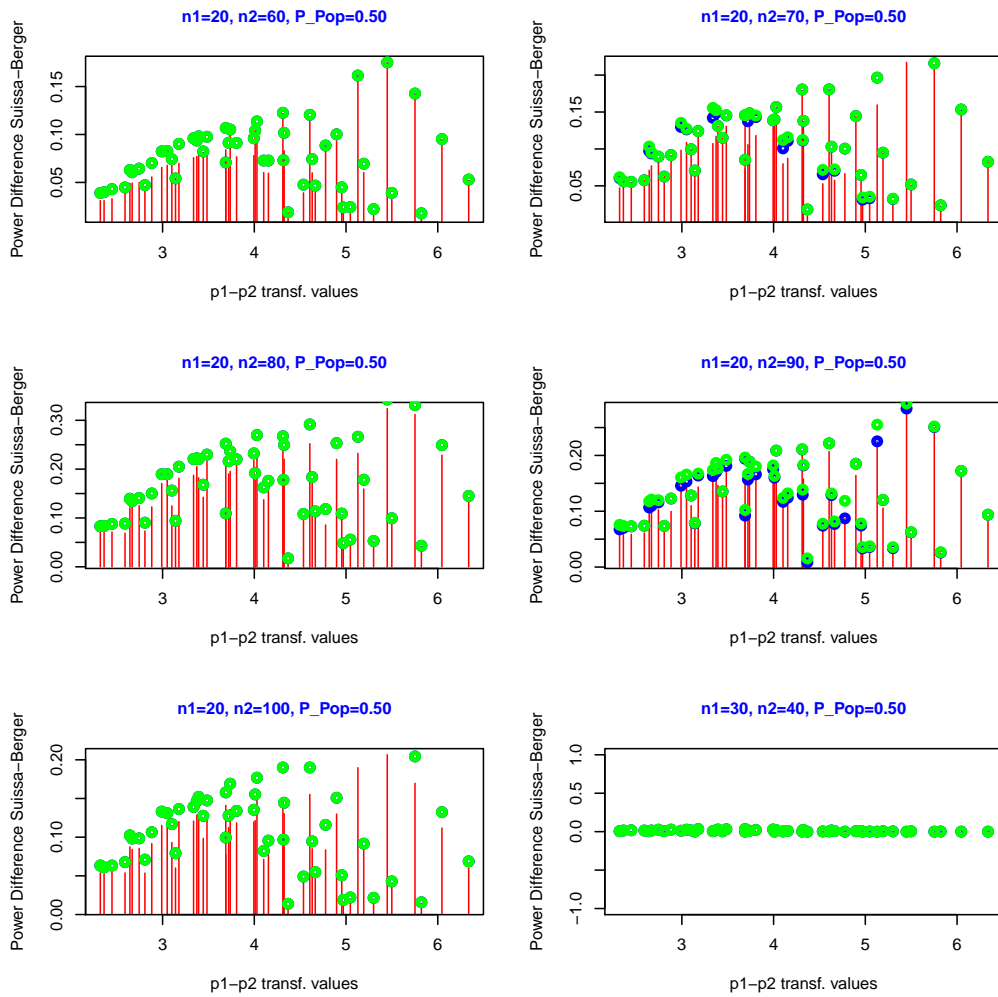 n1=20, n2=60, P_Pop=0.50
Power Difference Suissa−Berger
0.15
0.10
0.05
3 4 5 6
p1−p2 transf. values
n1=20, n2=70, P_Pop=0.50
Power Difference Suissa−Berger
0.15
0.05
3 4 5 6
p1−p2 transf. values
n1=20, n2=80, P_Pop=0.50
Power Difference Suissa−Berger
0.30
0.20
0.10
0.00
3 4 5 6
p1−p2 transf. values
n1=20, n2=90, P_Pop=0.50
Power Difference Suissa−Berger
0.20
0.10
0.00
3 4 5 6
p1−p2 transf. values
n1=20, n2=100, P_Pop=0.50
Power Difference Suissa−Berger
0.20
0.10
0.00
3 4 5 6
p1−p2 transf. values
n1=30, n2=40, P_Pop=0.50
Power Difference Suissa−Berger
1.0
0.5
0.0
−1.0
3 4 5 6
p1−p2 transf. values